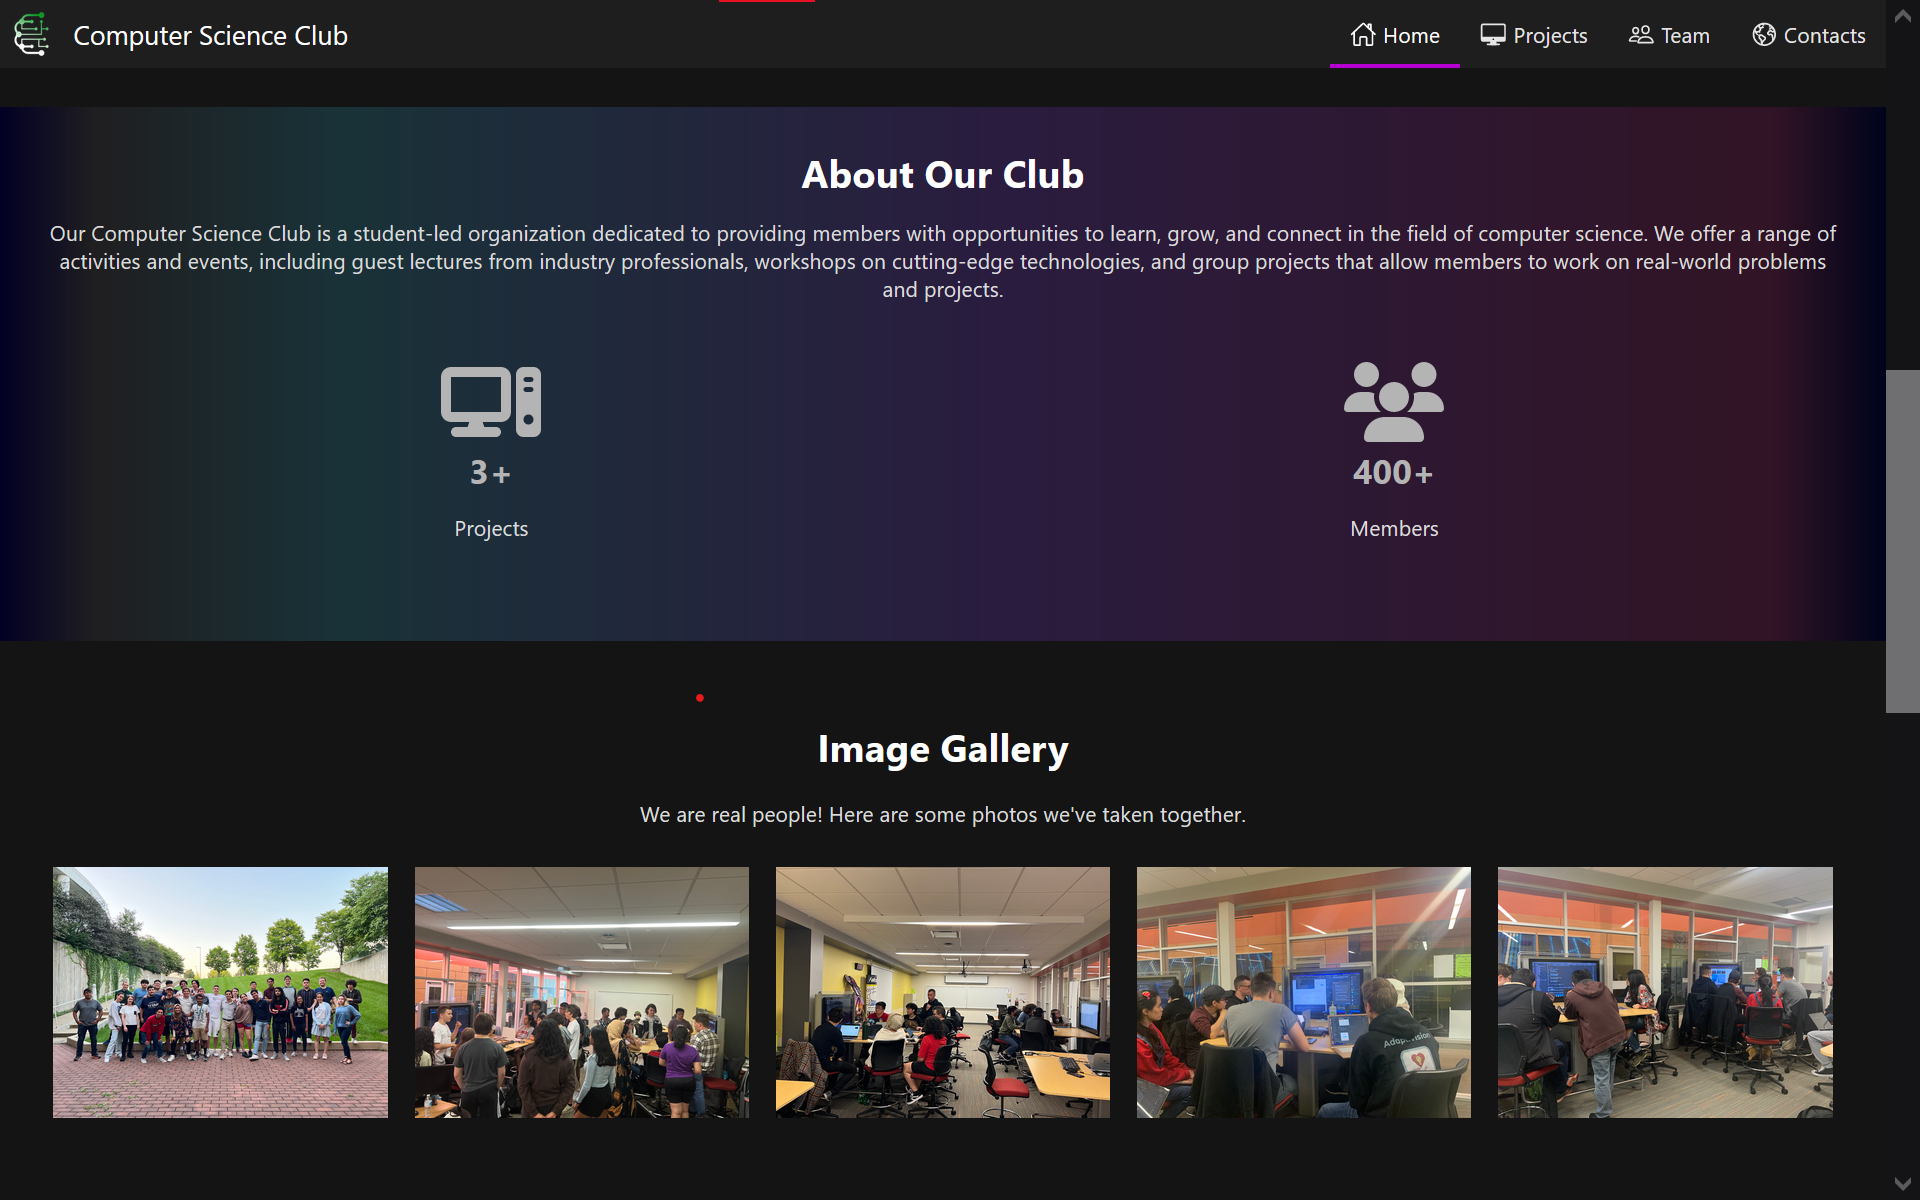 Computer Science Club
Home
Projects
Team
Contacts
About Our Club
Our Computer Science Club is a student-led organization dedicated to providing members with opportunities to learn, grow, and connect in the field of computer science. We offer a range of
activities and events, including guest lectures from industry professionals, workshops on cutting-edge technologies, and group projects that allow members to work on real-world problems
and projects.
3+
400+
Projects
Members
Image Gallery
We are real people! Here are some photos we've taken together.